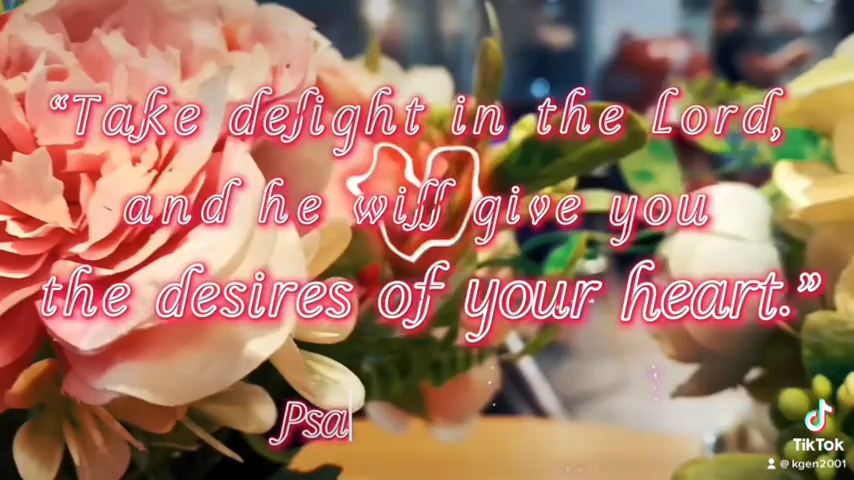 “Take delight in the Lord,
and he will give you
the desires of your heart.”
Psa
TikTok
@kgen2001